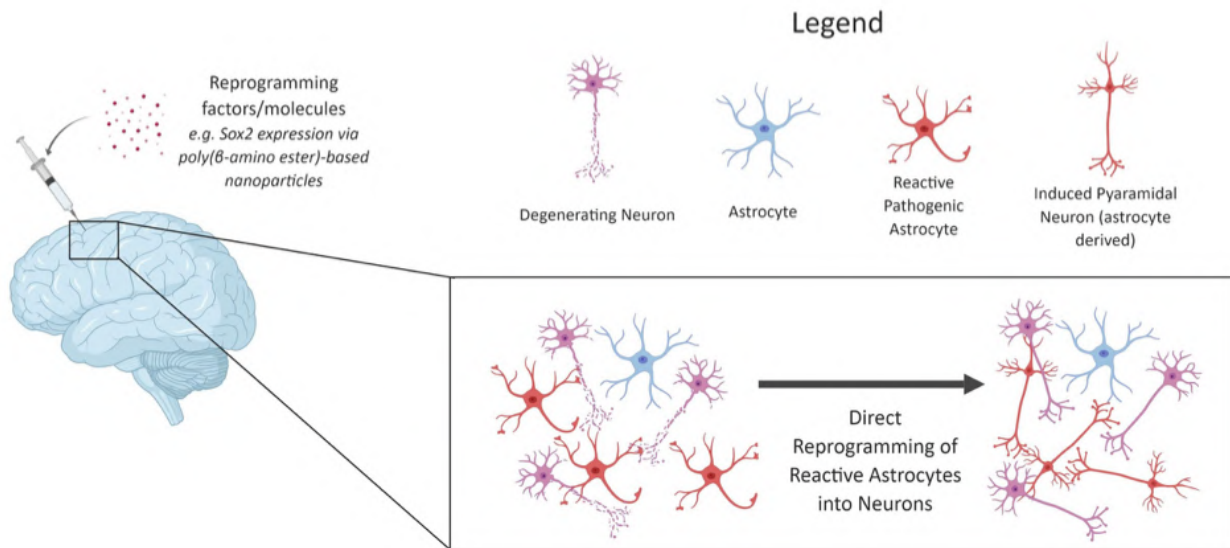 Legend
Reprogramming
factors/molecules
e.g. Sox2 expression via
poly(β-amino ester)-based
nanoparticles
Degenerating Neuron
Astrocyte
Reactive
Pathogenic
Astrocyte
Induced Pyaramidal
Neuron (astrocyte
derived)
Direct
Reprogramming of
Reactive Astrocytes
into Neurons